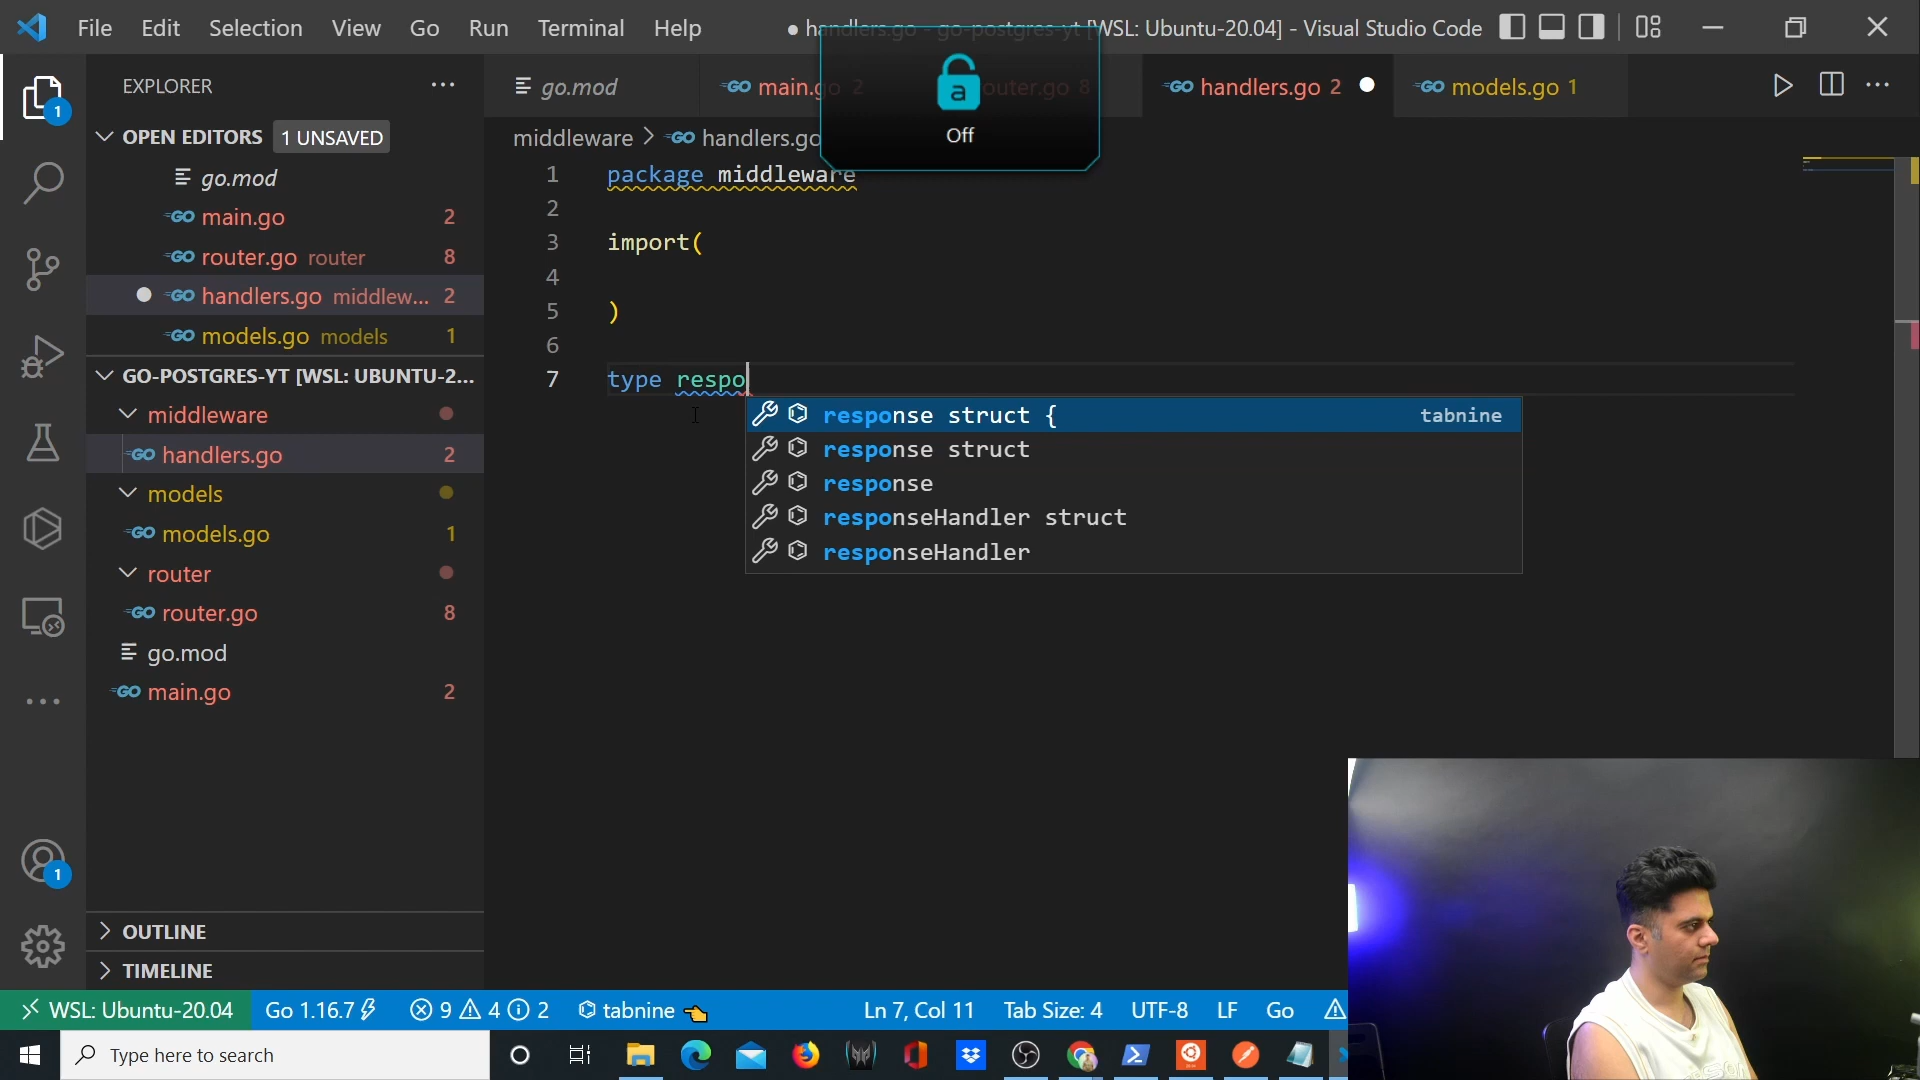 File Edit Selection View Go Run Terminal Help
● handlers.go - go-postgres-yt [WSL: Ubuntu-20.04] - Visual Studio Code
a
Off
EXPLORER
OPEN EDITORS 1 UNSAVED
go.mod
main.go 2
router.go router 8
handlers.go middlew... 2
models.go models 1
GO-POSTGRES-YT [WSL: UBUNTU-2...
middleware
handlers.go 2
models
models.go 1
router
router.go 8
go.mod
main.go 2
OUTLINE
TIMELINE
1
1
go.mod
main.go 2
router.go 8
handlers.go 2
models.go 1
middleware > handlers.go
1 package middleware
2
3 import(
4
5 )
6
7 type respo
response struct { tabnine
response struct
response
responseHandler struct
responseHandler
WSL: Ubuntu-20.04 Go 1.16.7 9 4 2 tabnine Ln 7, Col 11 Tab Size: 4 UTF-8 LF Go
Type here to search